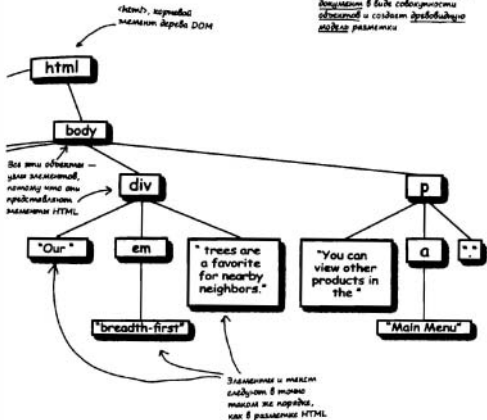 <html>, корневой
элемент дерева DOM
документ в виде совокупности
объектов и создает древовидную
модель разметки
html
body
Все эти объекты —
узлы элементов,
потому что они
представляют
элементы HTML
div
p
"Our "
em
" trees are
a favorite
for nearby
neighbors."
"You can
view other
products in
the "
a
"."
"breadth-first"
"Main Menu"
Элементы и текст
следуют в точно
таком же порядке,
как в разметке HTML